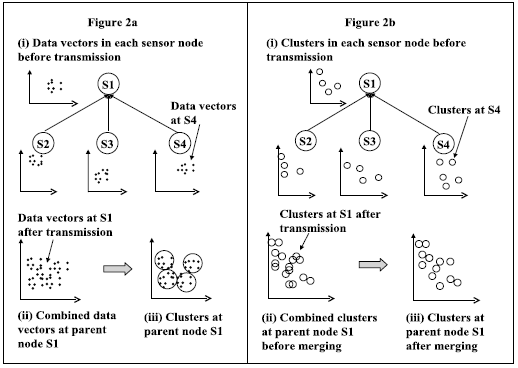 Figure 2a
(i) Data vectors in each sensor node
before transmission
S1
Data vectors
at S4
S2
S3
S4
Data vectors at S1
after transmission
(ii) Combined data
vectors at parent
node S1
(iii) Clusters at
parent node S1
Figure 2b
(i) Clusters in each sensor node before
transmission
S1
Clusters at S4
S2
S3
S4
Clusters at S1 after
transmission
(ii) Combined clusters
at parent node S1
before merging
(iii) Clusters at
parent node S1
after merging